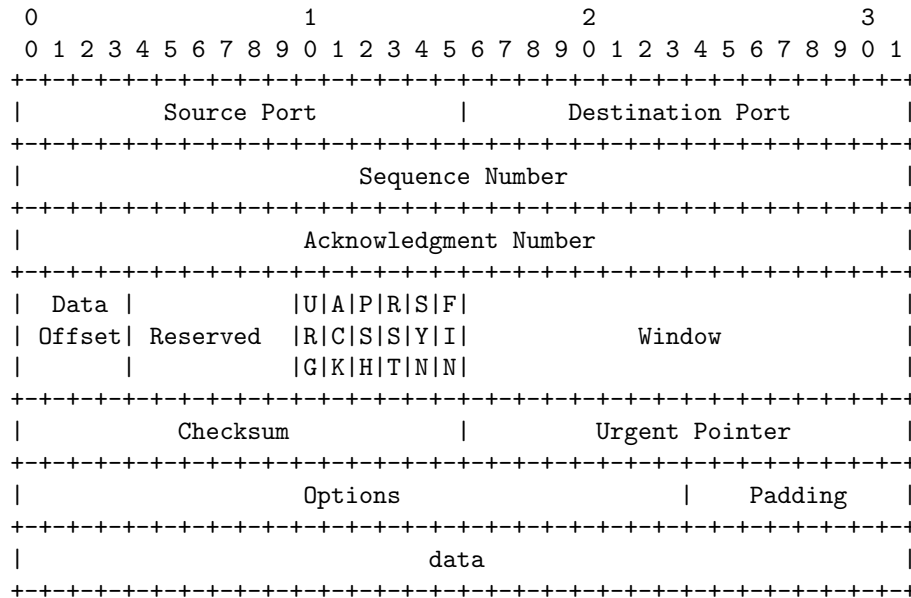 0                   1                   2                   3
0 1 2 3 4 5 6 7 8 9 0 1 2 3 4 5 6 7 8 9 0 1 2 3 4 5 6 7 8 9 0 1
+-+-+-+-+-+-+-+-+-+-+-+-+-+-+-+-+-+-+-+-+-+-+-+-+-+-+-+-+-+-+-+-+
|          Source Port          |       Destination Port        |
+-+-+-+-+-+-+-+-+-+-+-+-+-+-+-+-+-+-+-+-+-+-+-+-+-+-+-+-+-+-+-+-+
|                        Sequence Number                        |
+-+-+-+-+-+-+-+-+-+-+-+-+-+-+-+-+-+-+-+-+-+-+-+-+-+-+-+-+-+-+-+-+
|                    Acknowledgment Number                      |
+-+-+-+-+-+-+-+-+-+-+-+-+-+-+-+-+-+-+-+-+-+-+-+-+-+-+-+-+-+-+-+-+
|  Data |           |U|A|P|R|S|F|                               |
| Offset| Reserved  |R|C|S|S|Y|I|            Window             |
|       |           |G|K|H|T|N|N|                               |
+-+-+-+-+-+-+-+-+-+-+-+-+-+-+-+-+-+-+-+-+-+-+-+-+-+-+-+-+-+-+-+-+
|           Checksum            |         Urgent Pointer        |
+-+-+-+-+-+-+-+-+-+-+-+-+-+-+-+-+-+-+-+-+-+-+-+-+-+-+-+-+-+-+-+-+
|                    Options                    |    Padding    |
+-+-+-+-+-+-+-+-+-+-+-+-+-+-+-+-+-+-+-+-+-+-+-+-+-+-+-+-+-+-+-+-+
|                             data                              |
+-+-+-+-+-+-+-+-+-+-+-+-+-+-+-+-+-+-+-+-+-+-+-+-+-+-+-+-+-+-+-+-+